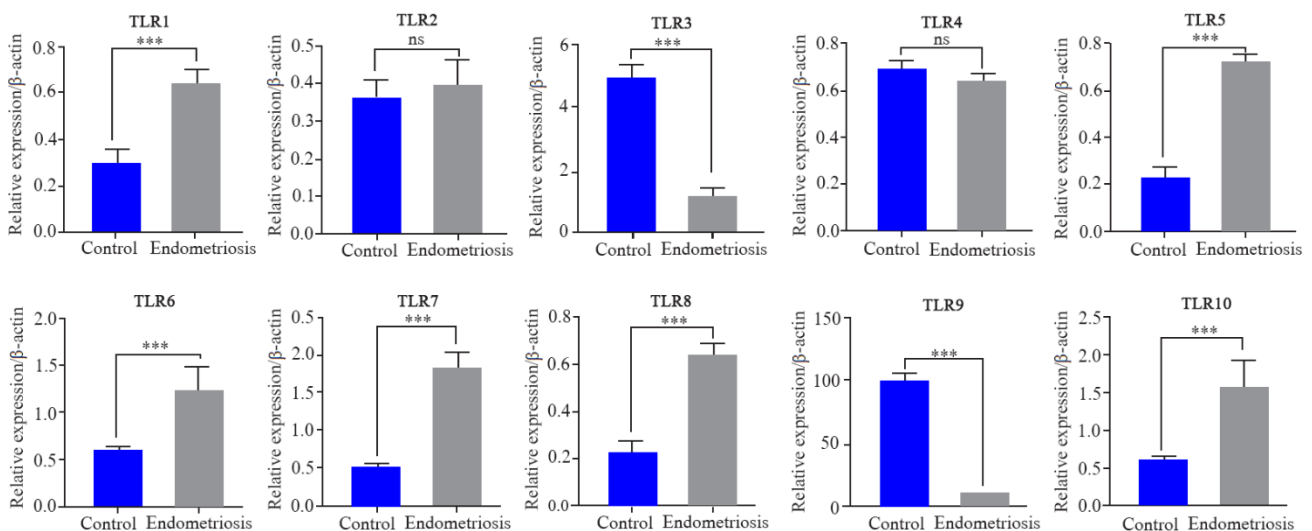 TLR1
***
Relative expression/β-actin
0.8
0.6
0.4
0.2
0.0
Control Endometriosis
TLR2
ns
Relative expression/β-actin
0.5
0.4
0.3
0.2
0.1
0.0
Control Endometriosis
TLR3
***
Relative expression/β-actin
6
4
2
0
Control Endometriosis
TLR4
ns
Relative expression/β-actin
0.8
0.6
0.4
0.2
0.0
Control Endometriosis
TLR5
***
Relative expression/β-actin
0.8
0.6
0.4
0.2
0.0
Control Endometriosis
TLR6
***
Relative expression/β-actin
2.0
1.5
1.0
0.5
0.0
Control Endometriosis
TLR7
***
Relative expression/β-actin
0.5
2.0
1.5
1.0
0.5
0.0
Control Endometriosis
TLR8
***
Relative expression/β-actin
0.8
0.6
0.4
0.2
0.0
Control Endometriosis
TLR9
***
Relative expression/β-actin
150
100
50
0
Control Endometriosis
TLR10
***
Relative expression/β-actin
2.5
2.0
1.5
1.0
0.5
0.0
Control Endometriosis